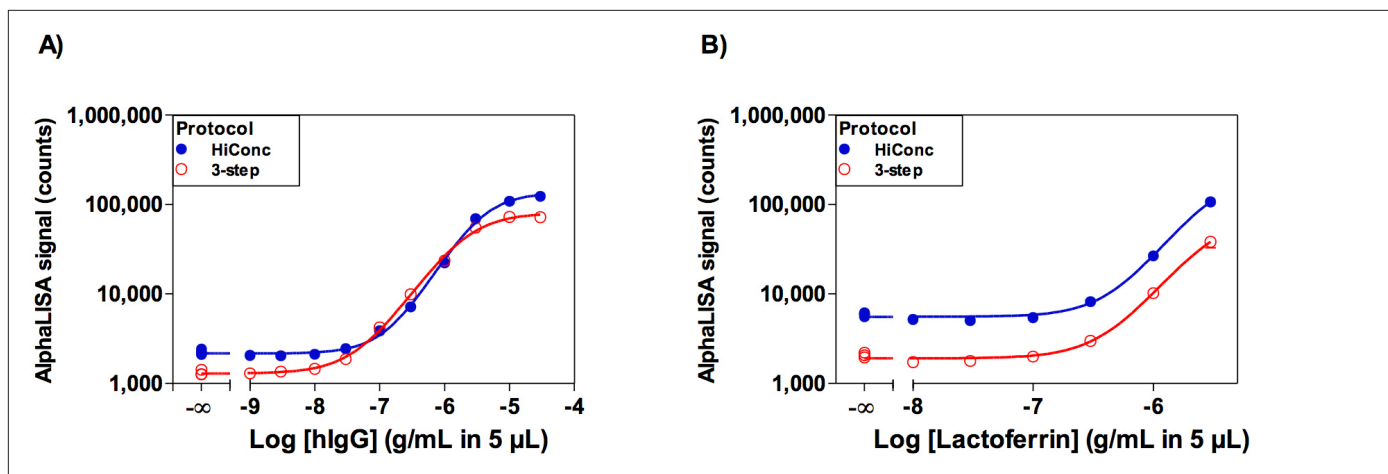 A)
AlphaLISA signal (counts)
1,000,000
100,000
10,000
1,000
Protocol
HiConc
3-step
-∞ -9 -8 -7 -6 -5 -4
Log [hIgG] (g/mL in 5 µL)
B)
AlphaLISA signal (counts)
1,000,000
100,000
10,000
1,000
Protocol
HiConc
3-step
-∞ -8 -7 -6
Log [Lactoferrin] (g/mL in 5 µL)